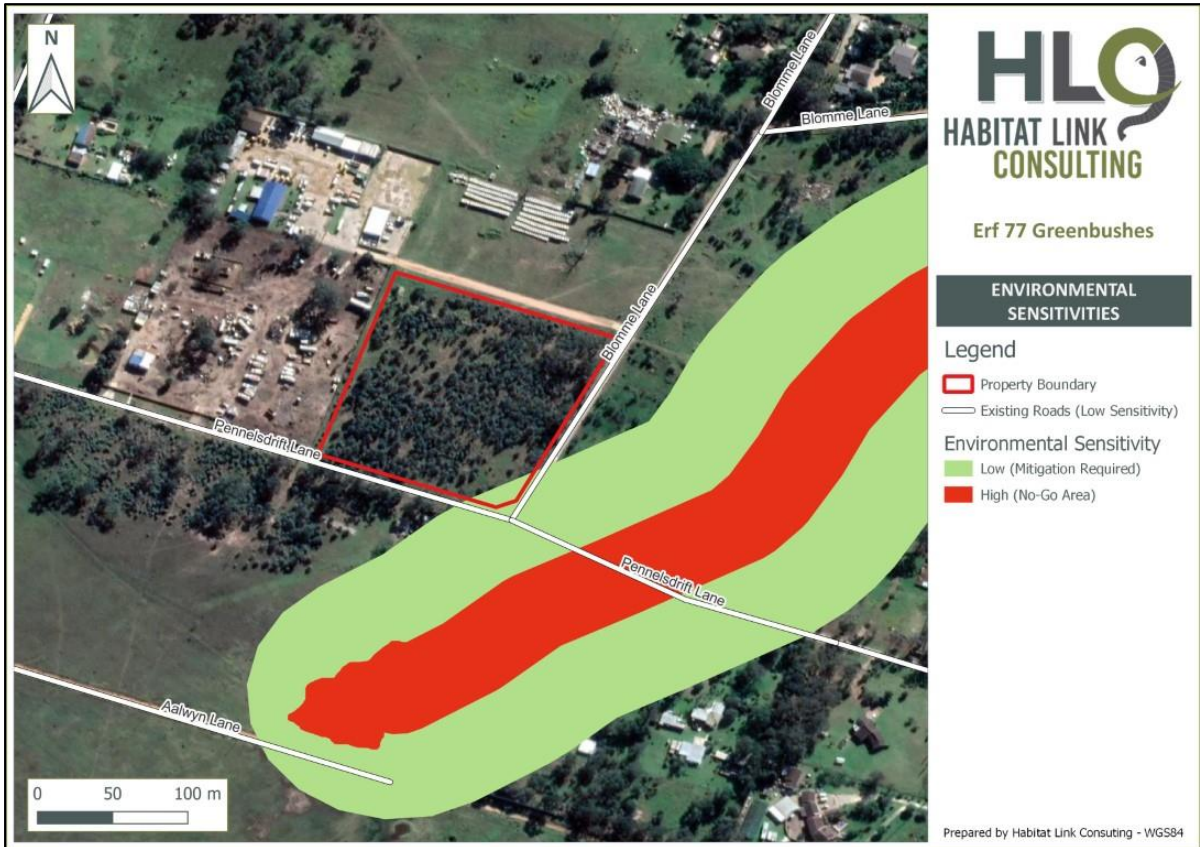 N
Blomme Lane
Blomme Lane
Blomme Lane
Pennelsdrift Lane
Pennelsdrift Lane
Aalwyn Lane
0 50 100 m
HLC
HABITAT LINK
CONSULTING
Erf 77 Greenbushes
ENVIRONMENTAL
SENSITIVITIES
Legend
Property Boundary
Existing Roads (Low Sensitivity)
Environmental Sensitivity
Low (Mitigation Required)
High (No-Go Area)
Prepared by Habitat Link Consuting - WGS84